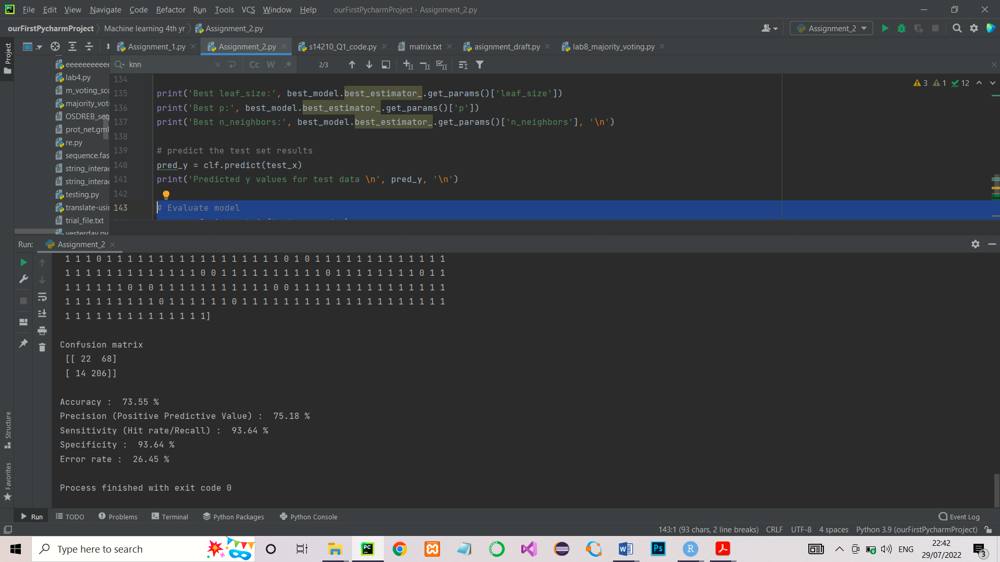 File Edit View Navigate Code Refactor Run Tools VCS Window Help ourFirstPycharmProject - Assignment_2.py
ourFirstPycharmProject Machine learning 4th yr Assignment_2.py Assignment_2
Project
Assignment_1.py Assignment_2.py s14210_Q1_code.py matrix.txt asignment_draft.py lab8_majority_voting.py
knn Cc W .* 2/3
lab4.py
m_voting_sco
majority_voti
OSDREB_seq
prot_net.gml
re.py
sequence.fas
string_interac
string_interac
testing.py
translate-usin
trial_file.txt
yesterday.py
3 1 12
134
135 print('Best leaf_size:', best_model.best_estimator_.get_params()['leaf_size'])
136 print('Best p:', best_model.best_estimator_.get_params()['p'])
137 print('Best n_neighbors:', best_model.best_estimator_.get_params()['n_neighbors'], '\n')
138
139 # predict the test set results
140 pred_y = clf.predict(test_x)
141 print('Predicted y values for test data \n', pred_y, '\n')
142
143 # Evaluate model
Run: Assignment_2
1 1 1 0 1 1 1 1 1 1 1 1 1 1 1 1 1 1 1 1 1 0 1 0 1 1 1 1 1 1 1 1 1 1 1 1 1
1 1 1 1 1 1 1 1 1 1 1 1 1 0 0 1 1 1 1 1 1 1 1 1 1 0 1 1 1 1 1 1 1 1 0 1 1
1 1 1 1 1 1 0 1 0 1 1 1 1 1 1 1 1 1 1 1 0 0 1 1 1 1 1 1 1 1 1 1 1 1 1 1 1
1 1 1 1 1 1 1 1 1 0 1 1 1 1 1 1 0 1 1 1 1 1 1 1 1 1 1 1 1 1 1 1 1 1 1 1 1
1 1 1 1 1 1 1 1 1 1 1 1 1 1]
Confusion matrix
[[ 22  68]
[ 14 206]]
Accuracy :  73.55 %
Precision (Positive Predictive Value) :  75.18 %
Sensitivity (Hit rate/Recall) :  93.64 %
Specificity :  93.64 %
Error rate :  26.45 %
Process finished with exit code 0
Structure
Favorites
Run TODO Problems Terminal Python Packages Python Console Event Log
143:1 (93 chars, 2 line breaks) CRLF UTF-8 4 spaces Python 3.9 (ourFirstPycharmProject)
Type here to search ENG 22:42
29/07/2022 3